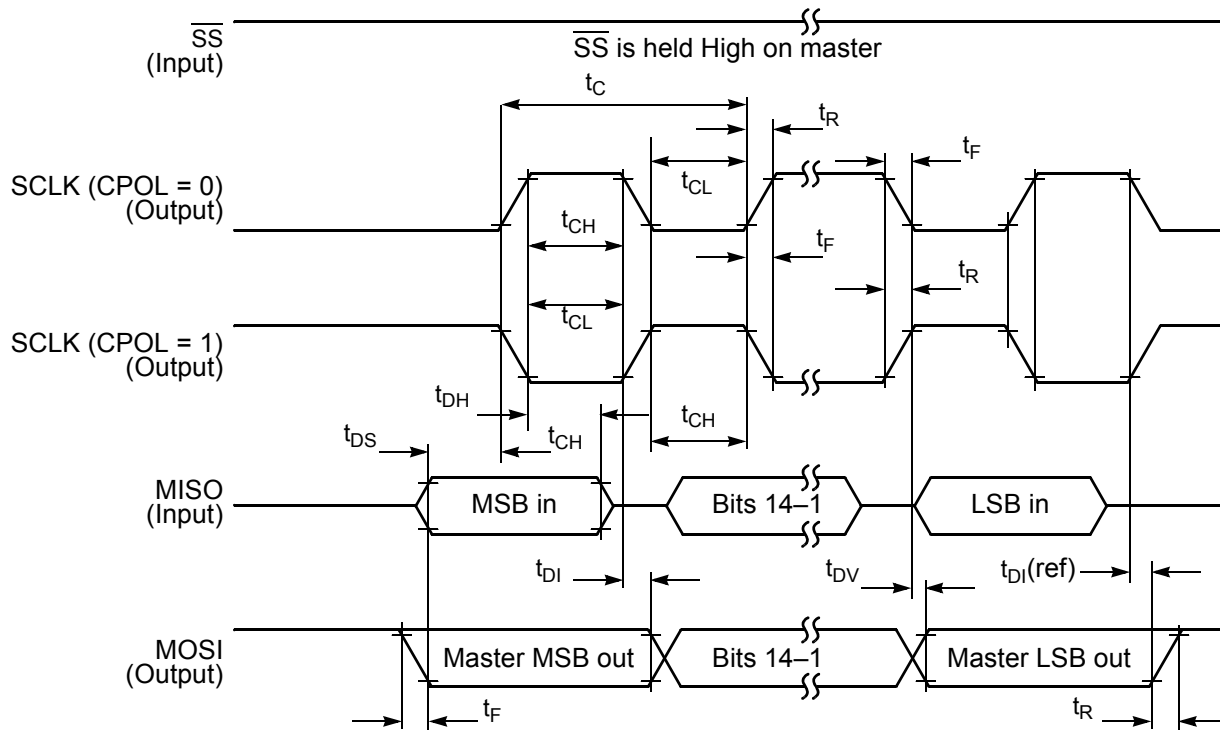 SS
(Input)
SS is held High on master
tC
tR
tF
SCLK (CPOL = 0)
(Output)
tCL
tCH
tF
tR
tCL
SCLK (CPOL = 1)
(Output)
tDH
tCH
tCH
tDS
MISO
(Input)
MSB in
Bits 14–1
LSB in
tDI
tDV
tDI(ref)
MOSI
(Output)
Master MSB out
Bits 14–1
Master LSB out
tF
tR